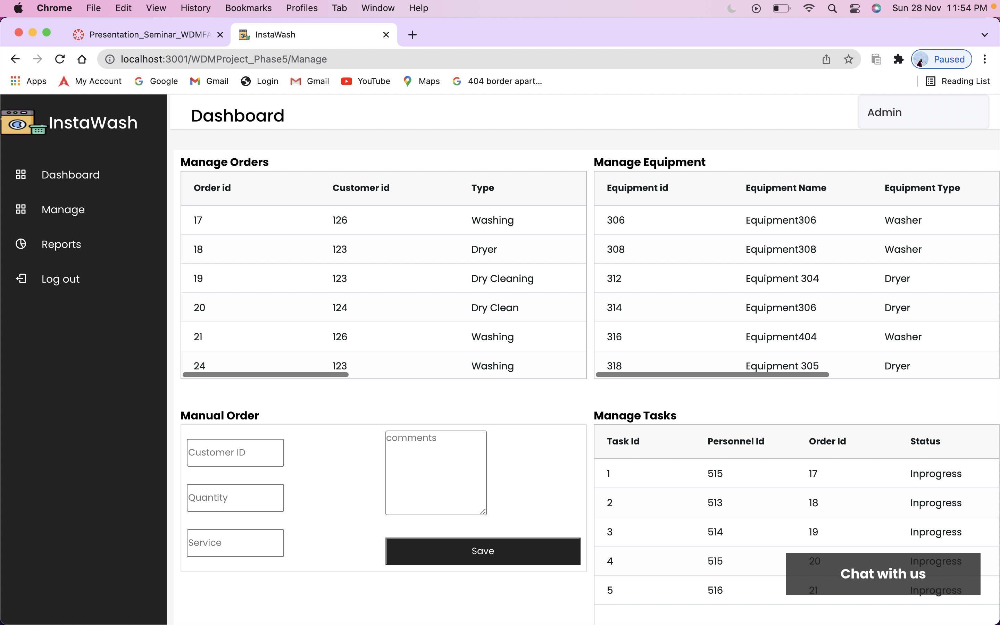 Chrome File Edit View History Bookmarks Profiles Tab Window Help Sun 28 Nov 11:54 PM
Presentation_Seminar_WDMFA InstaWash
localhost:3001/WDMProject_Phase5/Manage Paused
Apps My Account Google Gmail Login Gmail YouTube Maps 404 border apart... Reading List
InstaWash
Dashboard
Manage
Reports
Log out
Dashboard
Admin
Manage Orders
Order id Customer id Type
17 126 Washing
18 123 Dryer
19 123 Dry Cleaning
20 124 Dry Clean
21 126 Washing
24 123 Washing
Manage Equipment
Equipment id Equipment Name Equipment Type
306 Equipment306 Washer
308 Equipment308 Washer
312 Equipment 304 Dryer
314 Equipment306 Dryer
316 Equipment404 Washer
318 Equipment 305 Dryer
Manual Order
Customer ID
Quantity
Service
comments
Save
Manage Tasks
Task Id Personnel Id Order Id Status
1 515 17 Inprogress
2 513 18 Inprogress
3 514 19 Inprogress
4 515 20 Inprogress
5 516 21 Inprogress
Chat with us